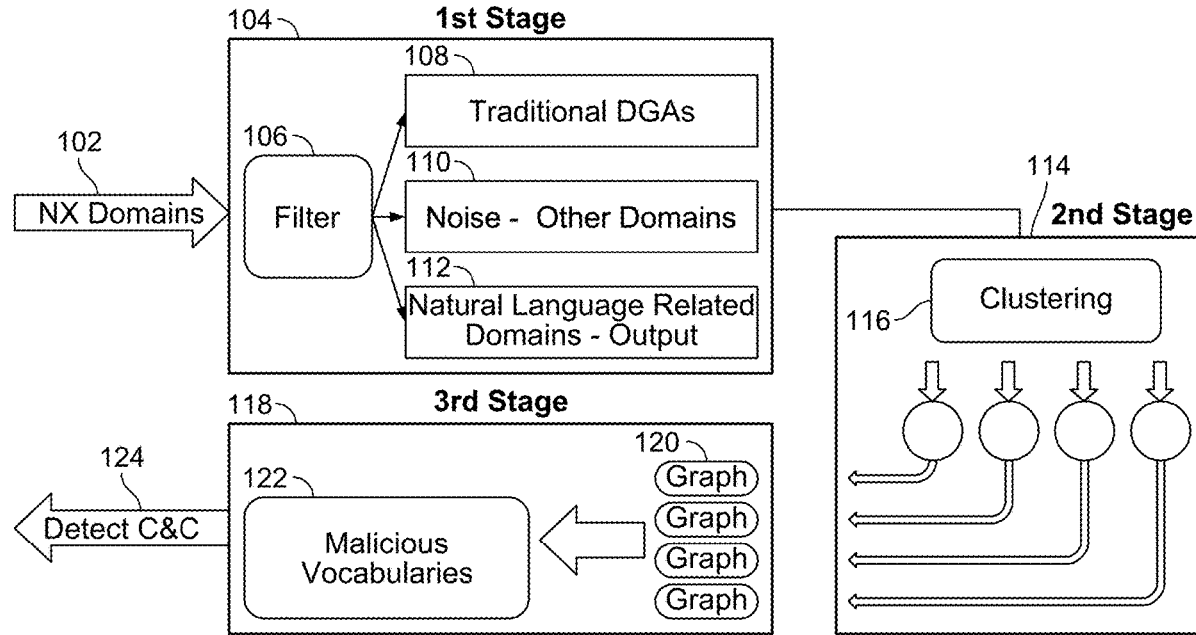 1st Stage
104
108
Traditional DGAs
102
106
NX Domains
Filter
110
Noise - Other Domains
112
Natural Language Related
Domains - Output
114
2nd Stage
116
Clustering
3rd Stage
118
120
Graph
Graph
Graph
Graph
122
Malicious
Vocabularies
124
Detect C&C